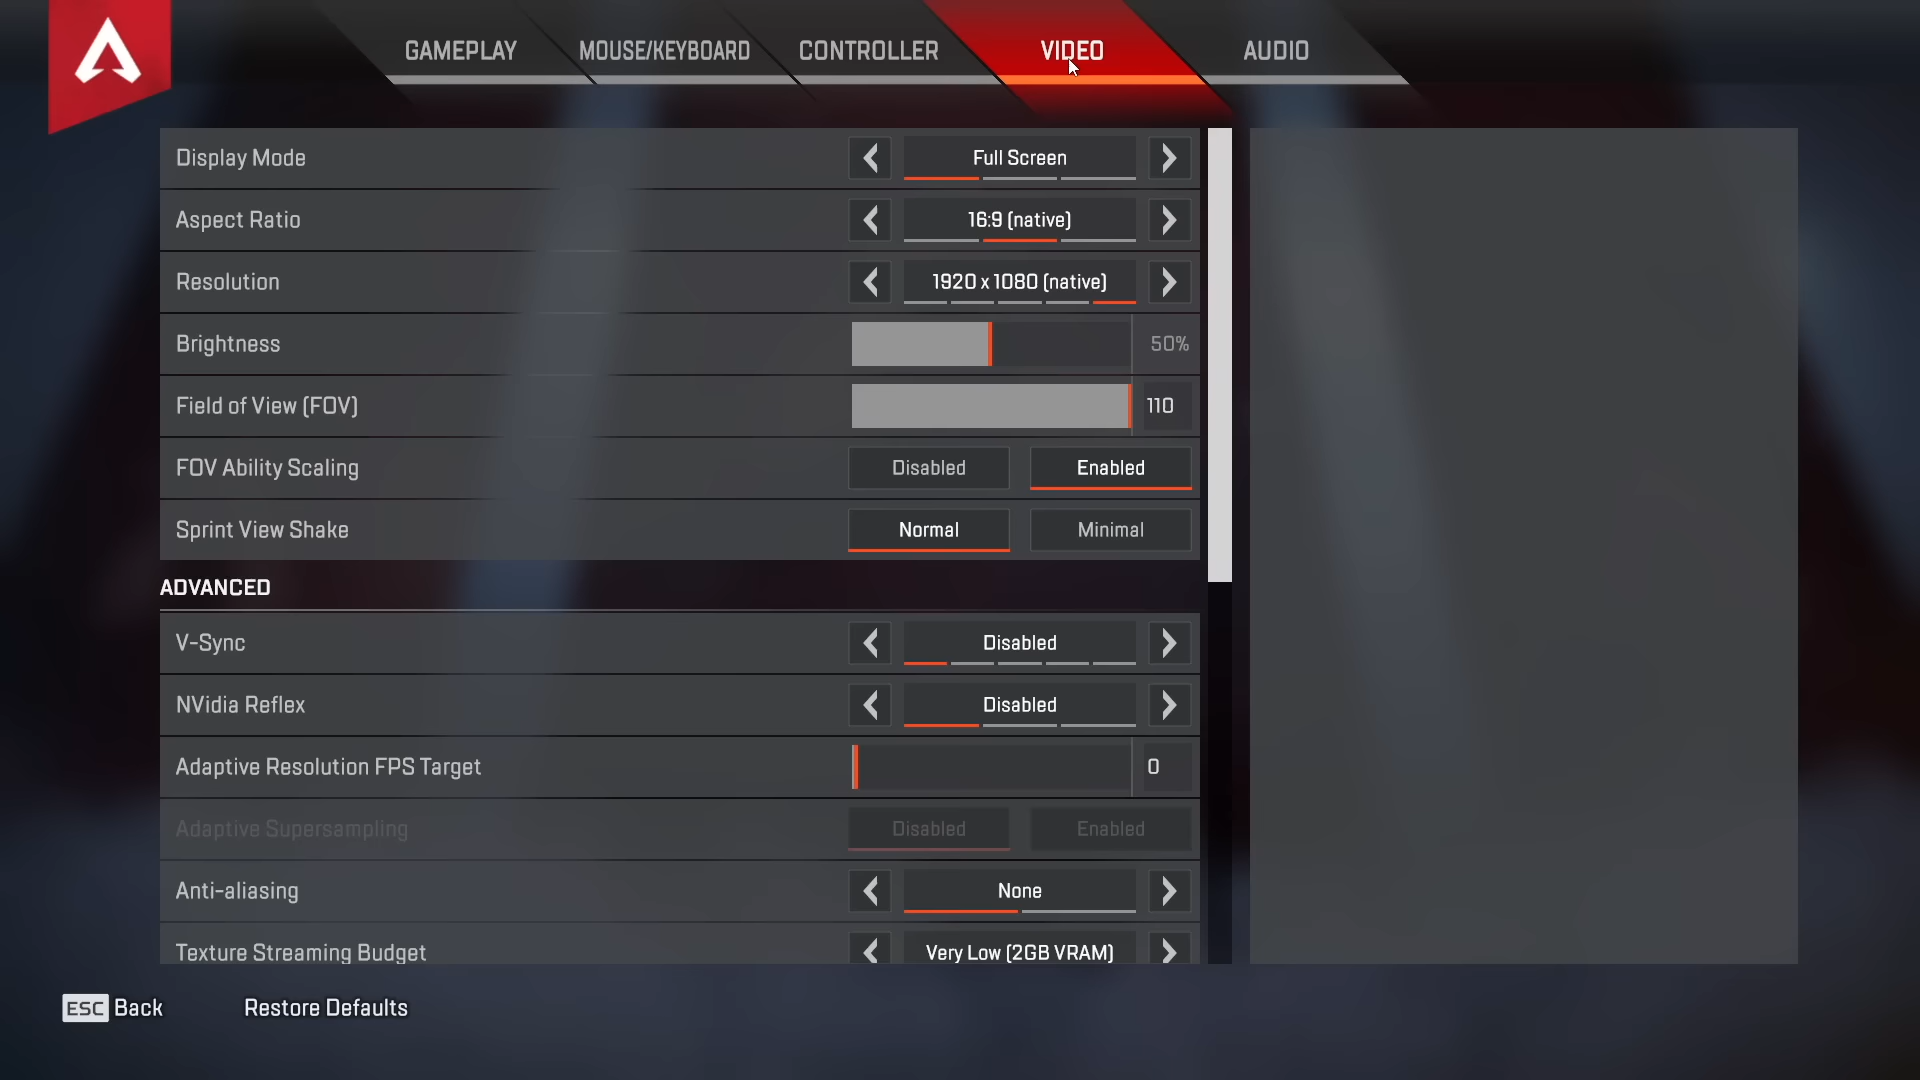 GAMEPLAY MOUSE/KEYBOARD CONTROLLER VIDEO AUDIO
Display Mode Full Screen
Aspect Ratio 16:9 (native)
Resolution 1920 x 1080 (native)
Brightness 50%
Field of View (FOV) 110
FOV Ability Scaling Disabled Enabled
Sprint View Shake Normal Minimal
ADVANCED
V-Sync Disabled
NVidia Reflex Disabled
Adaptive Resolution FPS Target 0
Adaptive Supersampling Disabled Enabled
Anti-aliasing None
Texture Streaming Budget Very Low (2GB VRAM)
ESC Back Restore Defaults